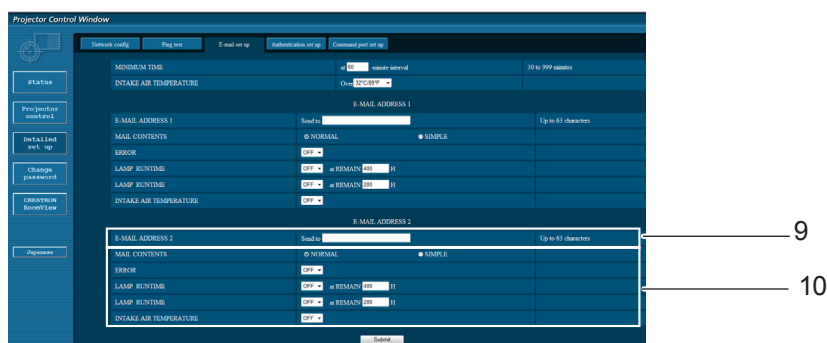 Projector Control Window
Network config Ping test E-mail set up Authentication set up Command port set up
MINIMUM TIME at 60 -minute interval 30 to 999 minutes
INTAKE AIR TEMPERATURE Over 32°C/89°F
E-MAIL ADDRESS 1
E-MAIL ADDRESS 1 Send to Up to 63 characters
MAIL CONTENTS NORMAL SIMPLE
ERROR OFF
LAMP RUNTIME OFF at REMAIN 400 H
LAMP RUNTIME OFF at REMAIN 200 H
INTAKE AIR TEMPERATURE OFF
E-MAIL ADDRESS 2
E-MAIL ADDRESS 2 Send to Up to 63 characters
MAIL CONTENTS NORMAL SIMPLE
ERROR OFF
LAMP RUNTIME OFF at REMAIN 400 H
LAMP RUNTIME OFF at REMAIN 200 H
INTAKE AIR TEMPERATURE OFF
Submit
Status
Projector
control
Detailed
set up
Change
password
CRESTRON
RoomView
Japanese
9
10